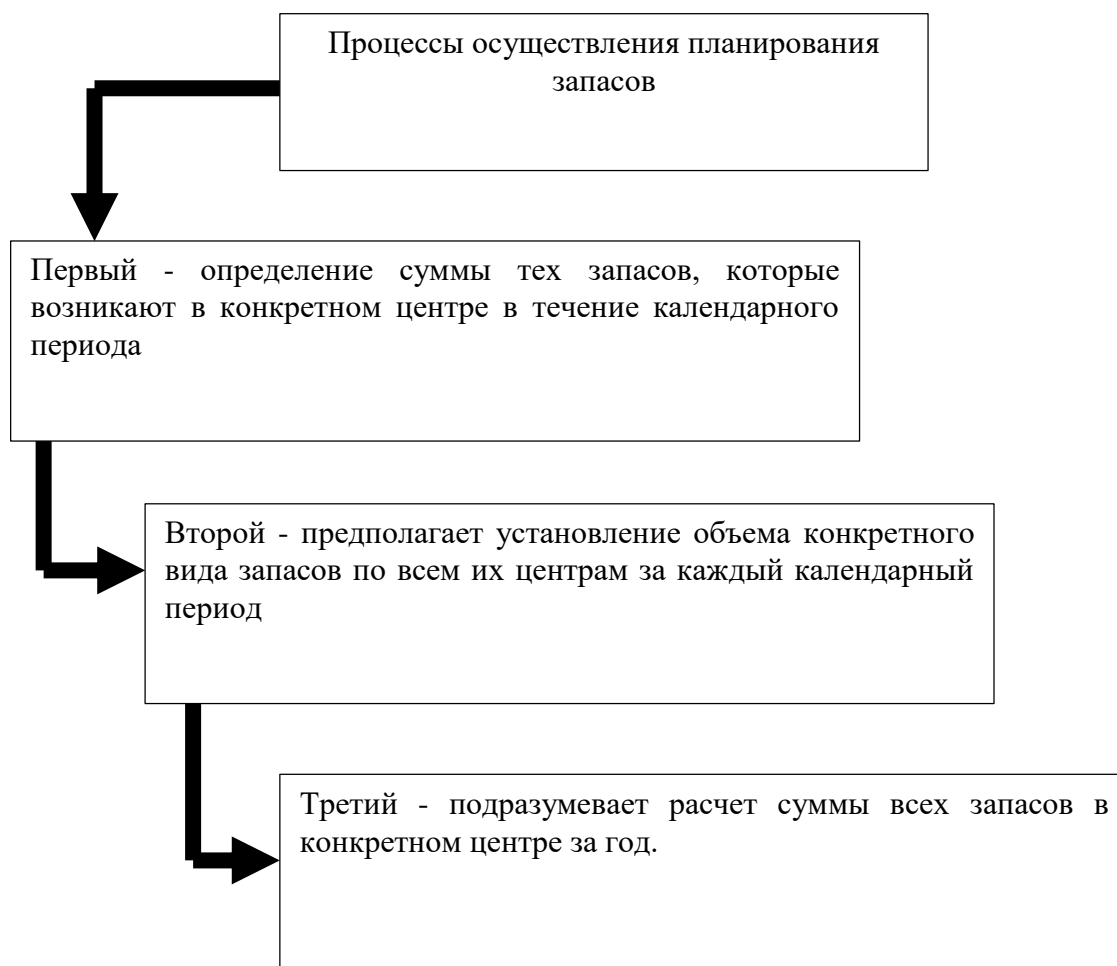 Процессы осуществления планирования
запасов
Первый - определение суммы тех запасов, которые
возникают в конкретном центре в течение календарного
периода
Второй - предполагает установление объема конкретного
вида запасов по всем их центрам за каждый календарный
период
Третий - подразумевает расчет суммы всех запасов в
конкретном центре за год.